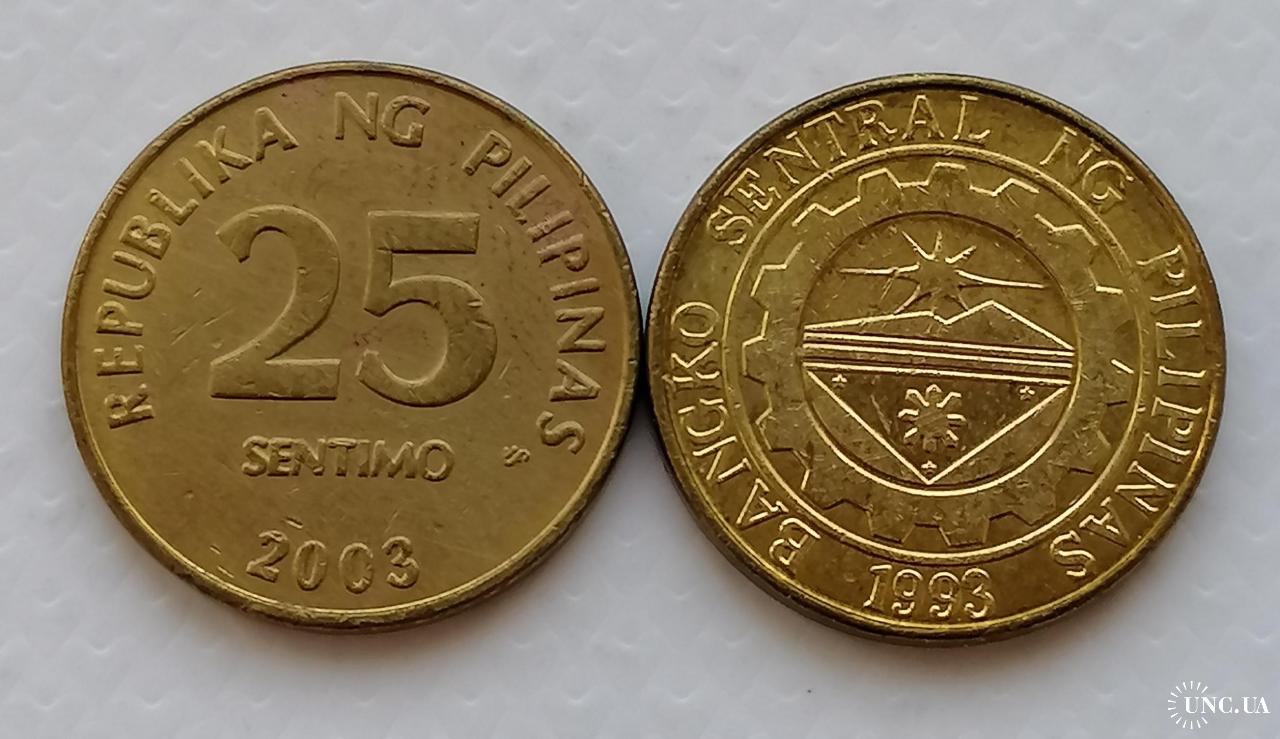 REPUBLIKA NG PILIPINAS
25
SENTIMO
2003
BANGKO SENTRAL NG PILIPINAS
1993
UNC.UA